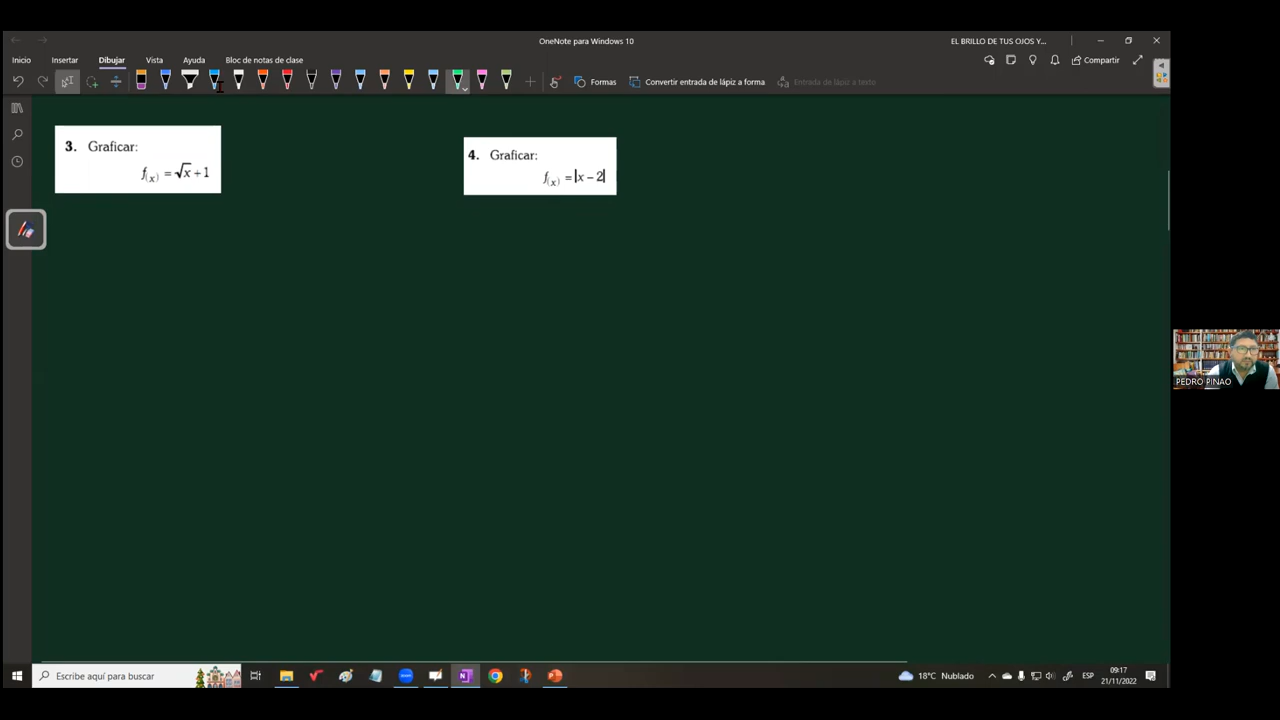 OneNote para Windows 10
EL BRILLO DE TUS OJOS Y...
Inicio
Insertar
Dibujar
Vista
Ayuda
Bloc de notas de clase
Compartir
Formas
Convertir entrada de lápiz a forma
Entrada de lápiz a texto
3. Graficar:
f(x) = √x + 1
4. Graficar:
f(x) = |x − 2|
PEDRO PINAO
Escribe aquí para buscar
18°C Nublado
ESP
09:17
21/11/2022